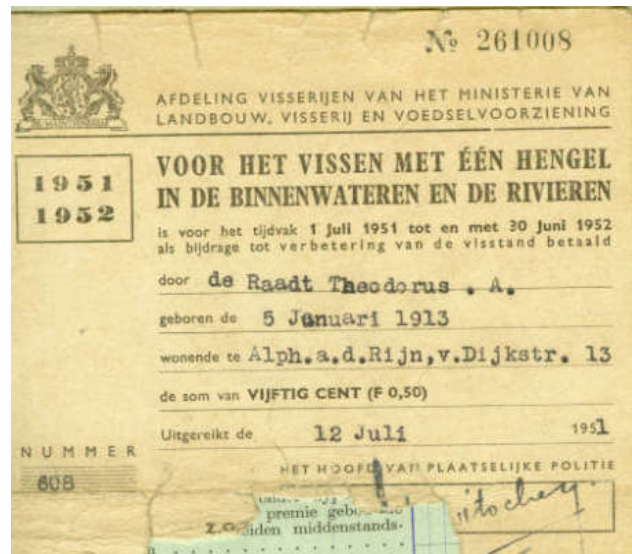 Nº 261008
AFDELING VISSERIJEN VAN HET MINISTERIE VAN
LANDBOUW, VISSERIJ EN VOEDSELVOORZIENING
1951
1952
VOOR HET VISSEN MET ÉÉN HENGEL
IN DE BINNENWATEREN EN DE RIVIEREN
is voor het tijdvak 1 Juli 1951 tot en met 30 Juni 1952
als bijdrage tot verbetering van de visstand betaald
door de Raadt Theodorus . A.
geboren de 5 Januari 1913
wonende te Alph.a.d.Rijn,v.Dijkstr. 13
de som van VIJFTIG CENT (F 0,50)
Uitgereikt de 12 Juli 1951
NUMMER
608
HET HOOFD VAN PLAATSELIJKE POLITIE
premie
middenstands-